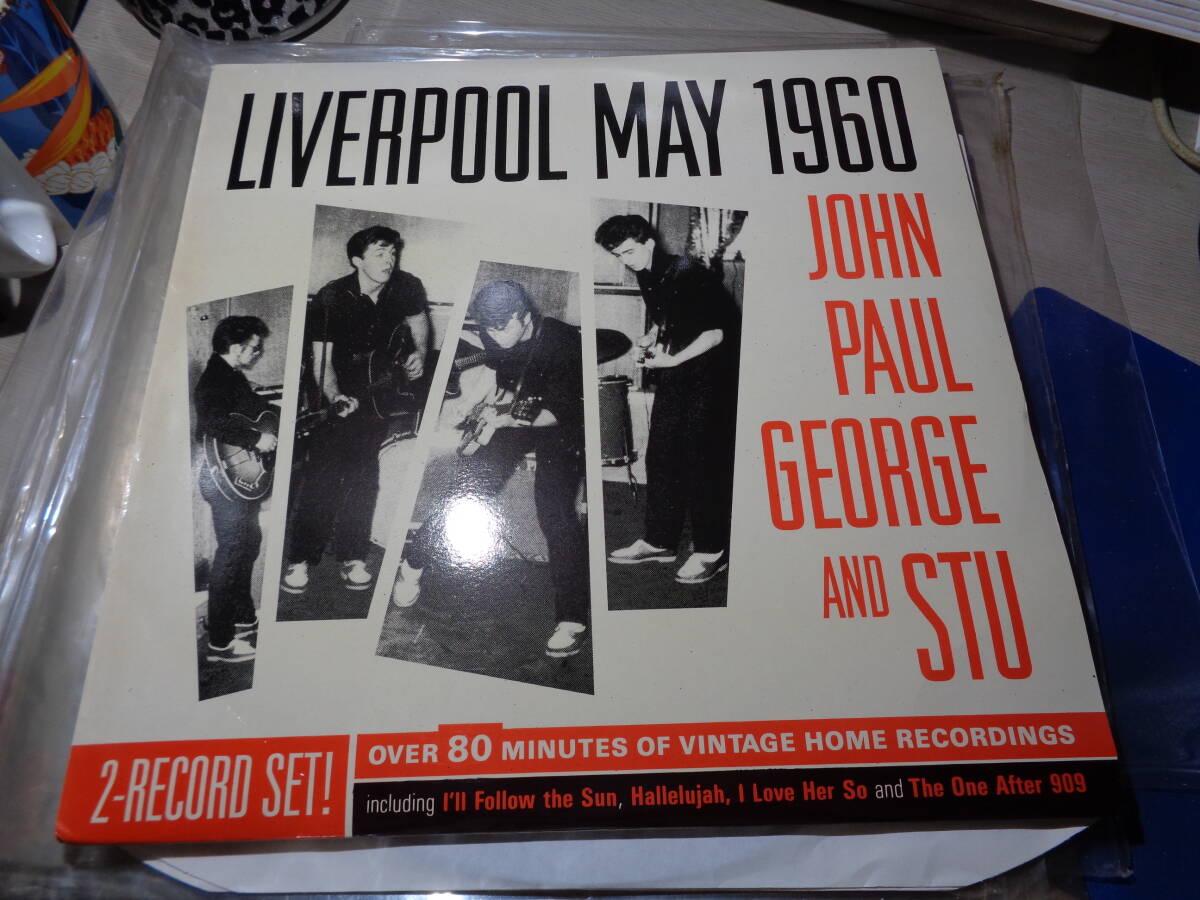 LIVERPOOL MAY 1960
JOHN
PAUL
GEORGE
AND STU
2-RECORD SET!
OVER 80 MINUTES OF VINTAGE HOME RECORDINGS
including I'll Follow the Sun, Hallelujah, I Love Her So and The One After 909